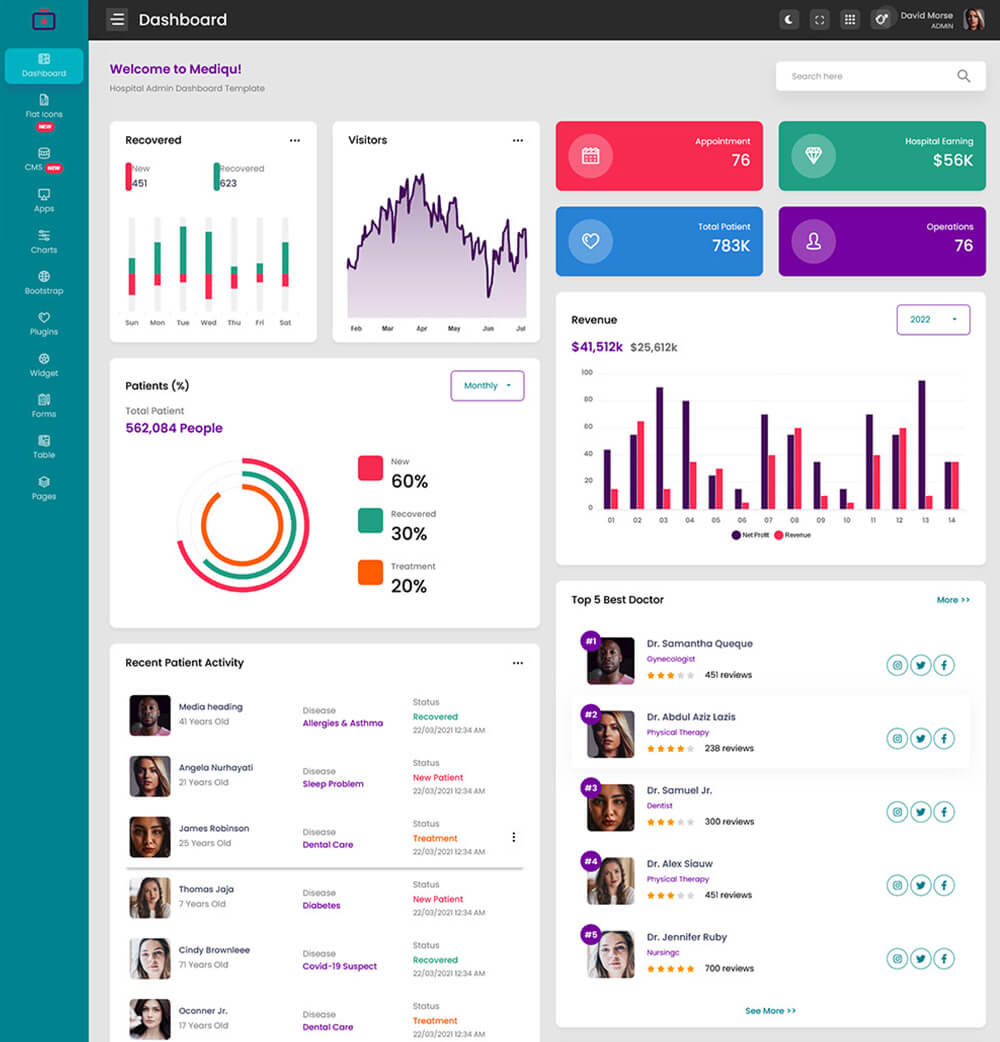 Dashboard
David Morse
ADMIN
Dashboard
Flat Icons
NEW
CMS NEW
Apps
Charts
Bootstrap
Plugins
Widget
Forms
Table
Pages
Welcome to Mediqu!
Hospital Admin Dashboard Template
Search here
Recovered
New
451
Recovered
623
Sun Mon Tue Wed Thu Fri Sat
Visitors
Feb Mar Apr May Jun Jul
Appointment
76
Hospital Earning
$56K
Total Patient
783K
Operations
76
Patients (%)
Monthly
Total Patient
562,084 People
New
60%
Recovered
30%
Treatment
20%
Revenue
2022
$41,512k $25,612k
100
80
60
40
20
0
01 02 03 04 05 06 07 08 09 10 11 12 13 14
Net Profit Revenue
Recent Patient Activity
Media heading
41 Years Old
Disease
Allergies & Asthma
Status
Recovered
22/03/2021 12:34 AM
Angela Nurhayati
21 Years Old
Disease
Sleep Problem
Status
New Patient
22/03/2021 12:34 AM
James Robinson
25 Years Old
Disease
Dental Care
Status
Treatment
22/03/2021 12:34 AM
Thomas Jaja
7 Years Old
Disease
Diabetes
Status
New Patient
22/03/2021 12:34 AM
Cindy Brownleee
71 Years Old
Disease
Covid-19 Suspect
Status
Recovered
22/03/2021 12:34 AM
Oconner Jr.
17 Years Old
Disease
Dental Care
Status
Treatment
22/03/2021 12:34 AM
Top 5 Best Doctor
More >>
#1
Dr. Samantha Queque
Gynecologist
451 reviews
#2
Dr. Abdul Aziz Lazis
Physical Therapy
238 reviews
#3
Dr. Samuel Jr.
Dentist
300 reviews
#4
Dr. Alex Siauw
Physical Therapy
451 reviews
#5
Dr. Jennifer Ruby
Nursingc
700 reviews
See More >>